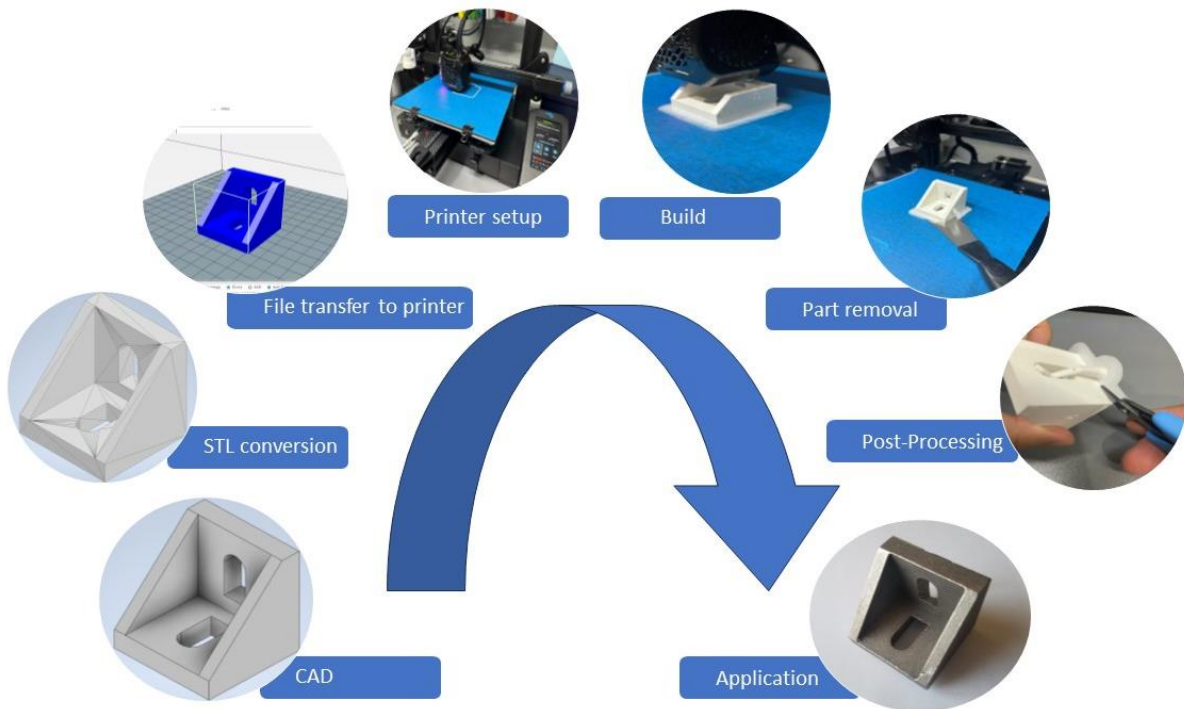 Printer setup
Build
File transfer to printer
Part removal
STL conversion
Post-Processing
CAD
Application